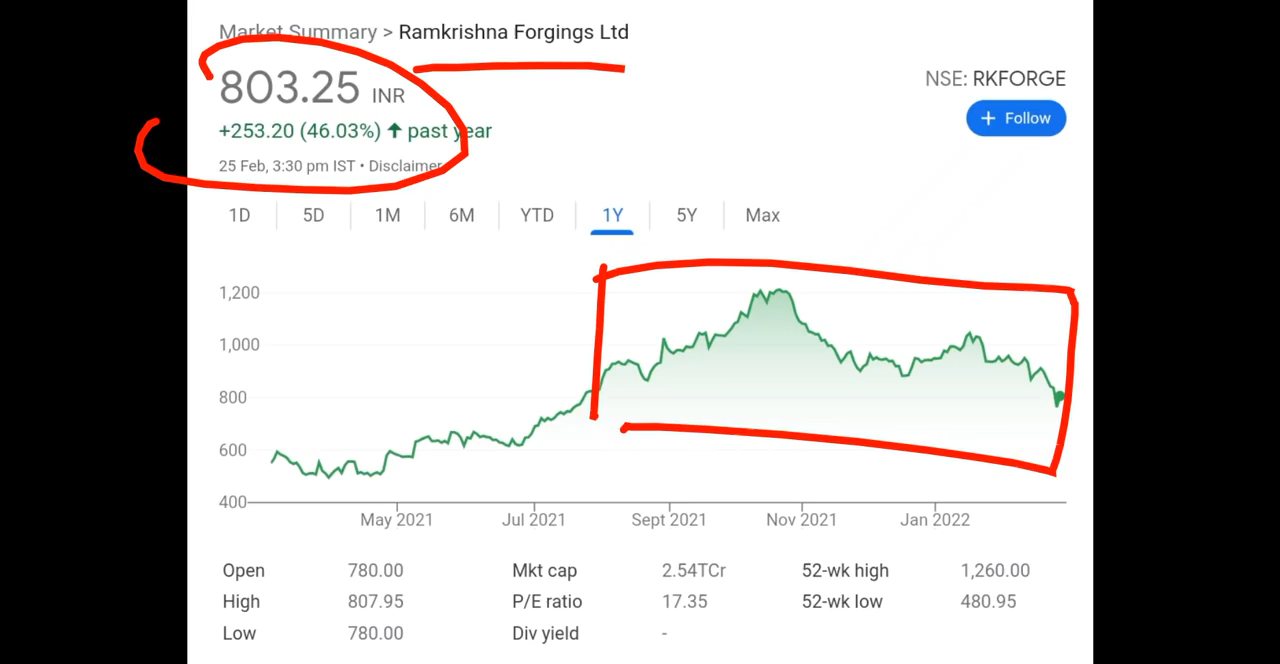 Market Summary > Ramkrishna Forgings Ltd
803.25 INR
NSE: RKFORGE
+253.20 (46.03%) ↑ past year
+ Follow
25 Feb, 3:30 pm IST • Disclaimer
1D 5D 1M 6M YTD 1Y 5Y Max
1,200
1,000
800
600
400
May 2021 Jul 2021 Sept 2021 Nov 2021 Jan 2022
Open 780.00 Mkt cap 2.54TCr 52-wk high 1,260.00
High 807.95 P/E ratio 17.35 52-wk low 480.95
Low 780.00 Div yield -